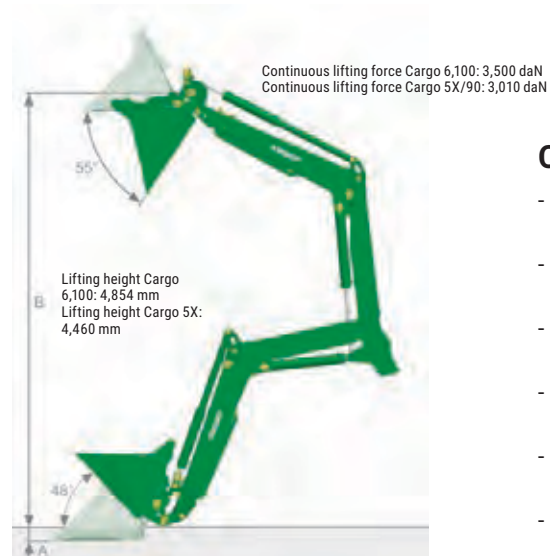 Continuous lifting force Cargo 6,100: 3,500 daN
Continuous lifting force Cargo 5X/90: 3,010 daN
C
-
55°
Lifting height Cargo
6,100: 4,854 mm
Lifting height Cargo 5X:
4,460 mm
B
-
-
-
-
48°
-
A